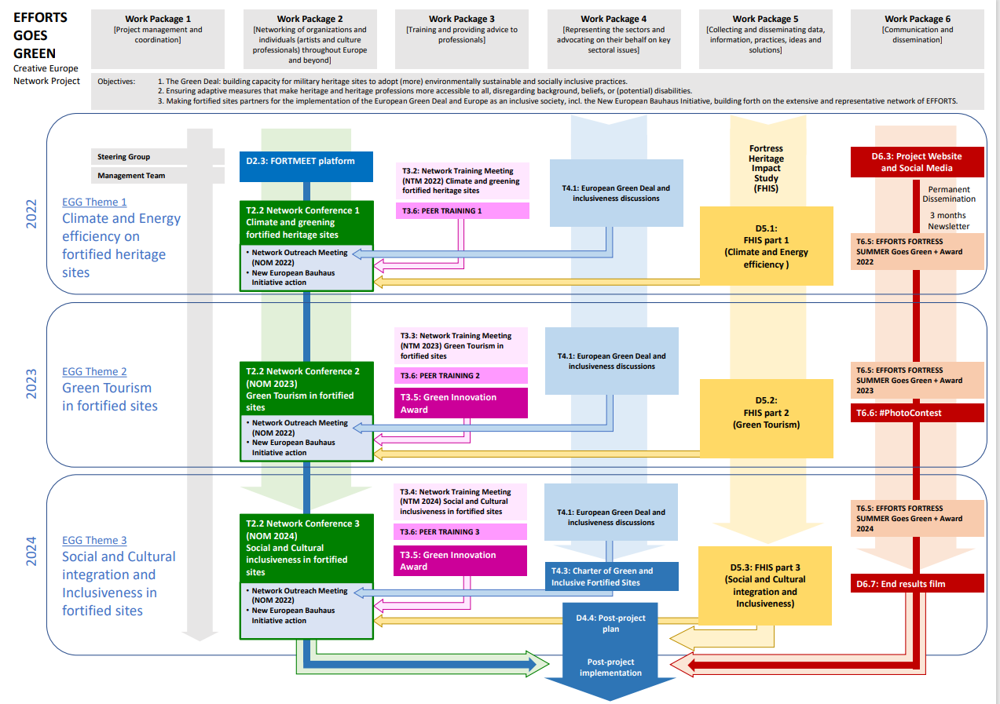 EFFORTS
GOES
GREEN
Creative Europe
Network Project
Work Package 1
[Project management and
coordination]
Work Package 2
[Networking of organizations and
individuals (artists and culture
professionals) throughout Europe
and beyond]
Work Package 3
[Training and providing advice to
professionals]
Work Package 4
[Representing the sectors and
advocating on their behalf on key
sectoral issues]
Work Package 5
[Collecting and disseminating data,
information, practices, ideas and
solutions]
Work Package 6
[Communication and
dissemination]
Objectives:
1. The Green Deal: building capacity for military heritage sites to adopt (more) environmentally sustainable and socially inclusive practices.
2. Ensuring adaptive measures that make heritage and heritage professions more accessible to all, disregarding background, beliefs, or (potential) disabilities.
3. Making fortified sites partners for the implementation of the European Green Deal and Europe as an inclusive society, incl. the New European Bauhaus Initiative, building forth on the extensive and representative network of EFFORTS.
2022
Steering Group
Management Team
EGG Theme 1
Climate and Energy
efficiency on
fortified heritage
sites
D2.3: FORTMEET platform
T2.2 Network Conference 1
Climate and greening
fortified heritage sites
• Network Outreach Meeting
(NOM 2022)
• New European Bauhaus
Initiative action
T3.2: Network Training Meeting
(NTM 2022) Climate and greening
fortified heritage sites
T3.6: PEER TRAINING 1
T4.1: European Green Deal and
inclusiveness discussions
Fortress
Heritage
Impact
Study
(FHIS)
D5.1:
FHIS part 1
(Climate and Energy
efficiency )
D6.3: Project Website
and Social Media
Permanent
Dissemination
3 months
Newsletter
T6.5: EFFORTS FORTRESS
SUMMER Goes Green + Award
2022
2023
EGG Theme 2
Green Tourism
in fortified sites
T2.2 Network Conference 2
(NOM 2023)
Green Tourism in fortified
sites
• Network Outreach Meeting
(NOM 2022)
• New European Bauhaus
Initiative action
T3.3: Network Training Meeting
(NTM 2023) Green Tourism in
fortified sites
T3.6: PEER TRAINING 2
T3.5: Green Innovation
Award
T4.1: European Green Deal and
inclusiveness discussions
D5.2:
FHIS part 2
(Green Tourism)
T6.5: EFFORTS FORTRESS
SUMMER Goes Green + Award
2023
T6.6: #PhotoContest
2024
EGG Theme 3
Social and Cultural
integration and
Inclusiveness in
fortified sites
T2.2 Network Conference 3
(NOM 2024)
Social and Cultural
inclusiveness in fortified
sites
• Network Outreach Meeting
(NOM 2022)
• New European Bauhaus
Initiative action
T3.4: Network Training Meeting
(NTM 2024) Social and Cultural
inclusiveness in fortified sites
T3.6: PEER TRAINING 3
T3.5: Green Innovation
Award
T4.1: European Green Deal and
inclusiveness discussions
T4.3: Charter of Green and
Inclusive Fortified Sites
D4.4: Post-project
plan
Post-project
implementation
D5.3: FHIS part 3
(Social and Cultural
integration and
Inclusiveness)
T6.5: EFFORTS FORTRESS
SUMMER Goes Green + Award
2024
D6.7: End results film